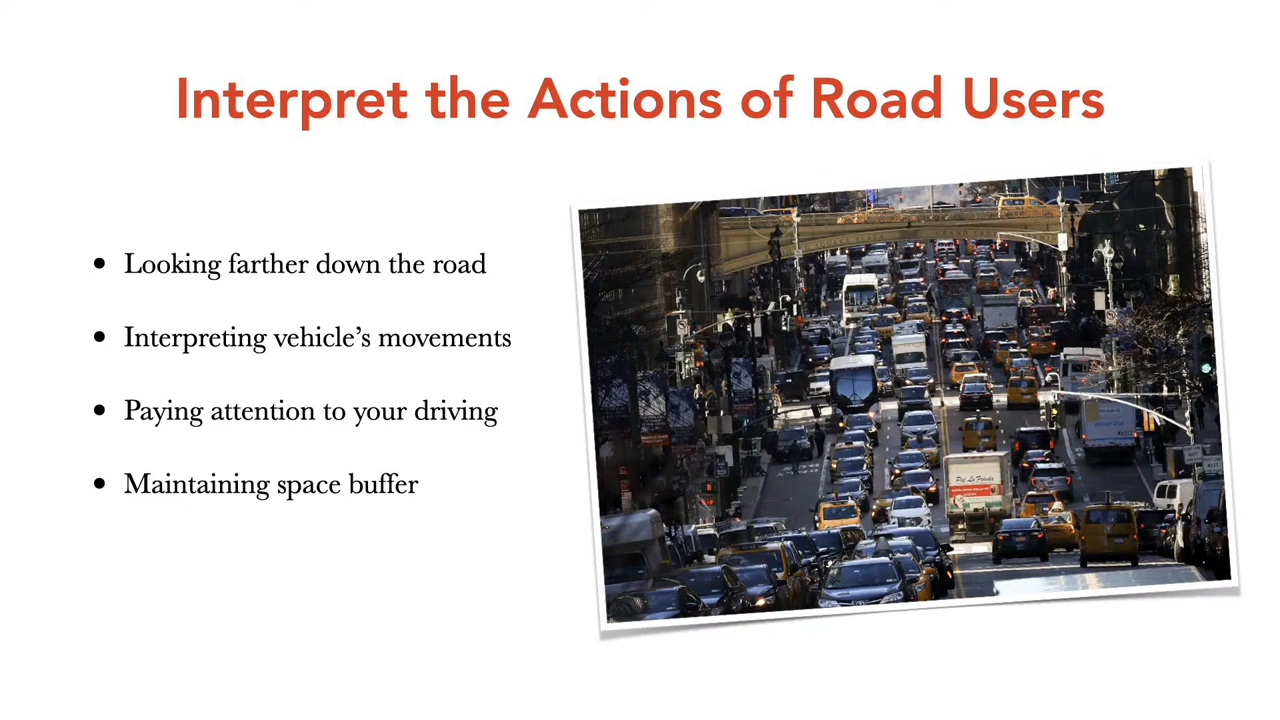 Interpret the Actions of Road Users
• Looking farther down the road
• Interpreting vehicle’s movements
• Paying attention to your driving
• Maintaining space buffer